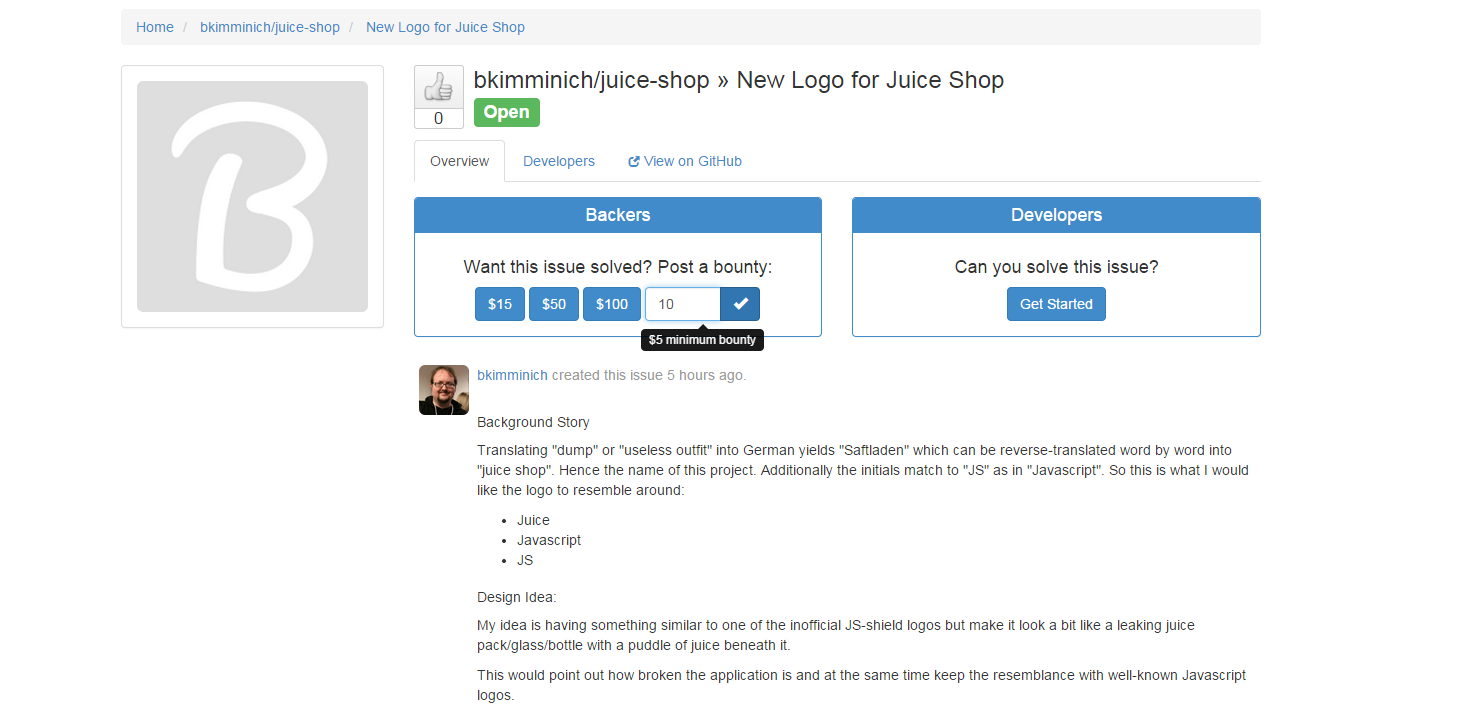 Home / bkimminich/juice-shop / New Logo for Juice Shop
B
0
bkimminich/juice-shop » New Logo for Juice Shop
Open
Overview Developers View on GitHub
Backers
Want this issue solved? Post a bounty:
$15 $50 $100 10
$5 minimum bounty
Developers
Can you solve this issue?
Get Started
bkimminich created this issue 5 hours ago.
Background Story
Translating "dump" or "useless outfit" into German yields "Saftladen" which can be reverse-translated word by word into
"juice shop". Hence the name of this project. Additionally the initials match to "JS" as in "Javascript". So this is what I would
like the logo to resemble around:
• Juice
• Javascript
• JS
Design Idea:
My idea is having something similar to one of the inofficial JS-shield logos but make it look a bit like a leaking juice
pack/glass/bottle with a puddle of juice beneath it.
This would point out how broken the application is and at the same time keep the resemblance with well-known Javascript
logos.